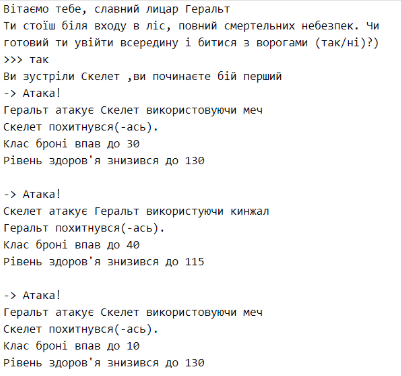 Вітаємо тебе, славний лицар Геральт
Ти стоїш біля входу в ліс, повний смертельних небезпек. Чи
готовий ти увійти всередину і битися з ворогами (так/ні)?)
>>> так
Ви зустріли Скелет ,ви починаєте бій перший
-> Атака!
Геральт атакує Скелет використовуючи меч
Скелет похитнувся(-ась).
Клас броні впав до 30
Рівень здоров'я знизився до 130

-> Атака!
Скелет атакує Геральт використуючи кинжал
Геральт похитнувся(-ась).
Клас броні впав до 40
Рівень здоров'я знизився до 115

-> Атака!
Геральт атакує Скелет використовуючи меч
Скелет похитнувся(-ась).
Клас броні впав до 10
Рівень здоров'я знизився до 130